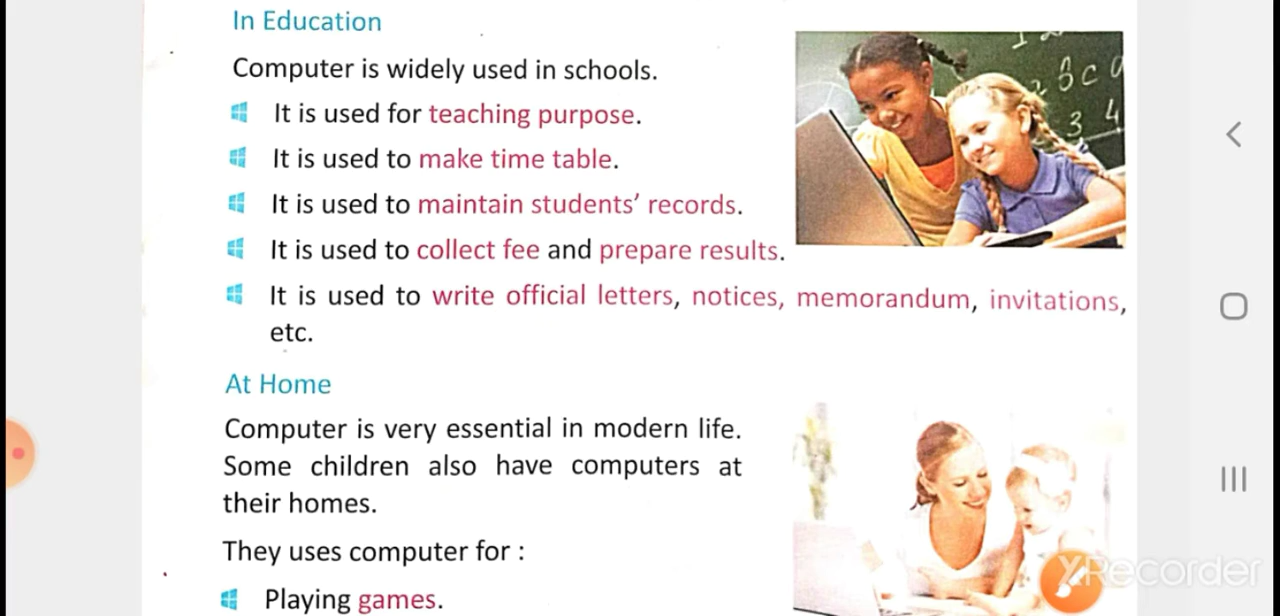 In Education
Computer is widely used in schools.
It is used for teaching purpose.
It is used to make time table.
It is used to maintain students' records.
It is used to collect fee and prepare results.
It is used to write official letters, notices, memorandum, invitations,
etc.
At Home
Computer is very essential in modern life.
Some children also have computers at
their homes.
They uses computer for :
Playing games.
XRecorder